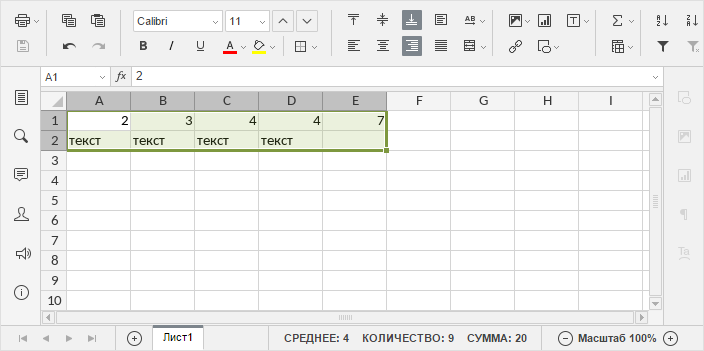 Calibri 11
B I U A
A1 fx 2
A B C D E F G H I
1 2 3 4 4 7
2 текст текст текст текст
3
4
5
6
7
8
9
10
Лист1 СРЕДНЕЕ: 4 КОЛИЧЕСТВО: 9 СУММА: 20 Масштаб 100%